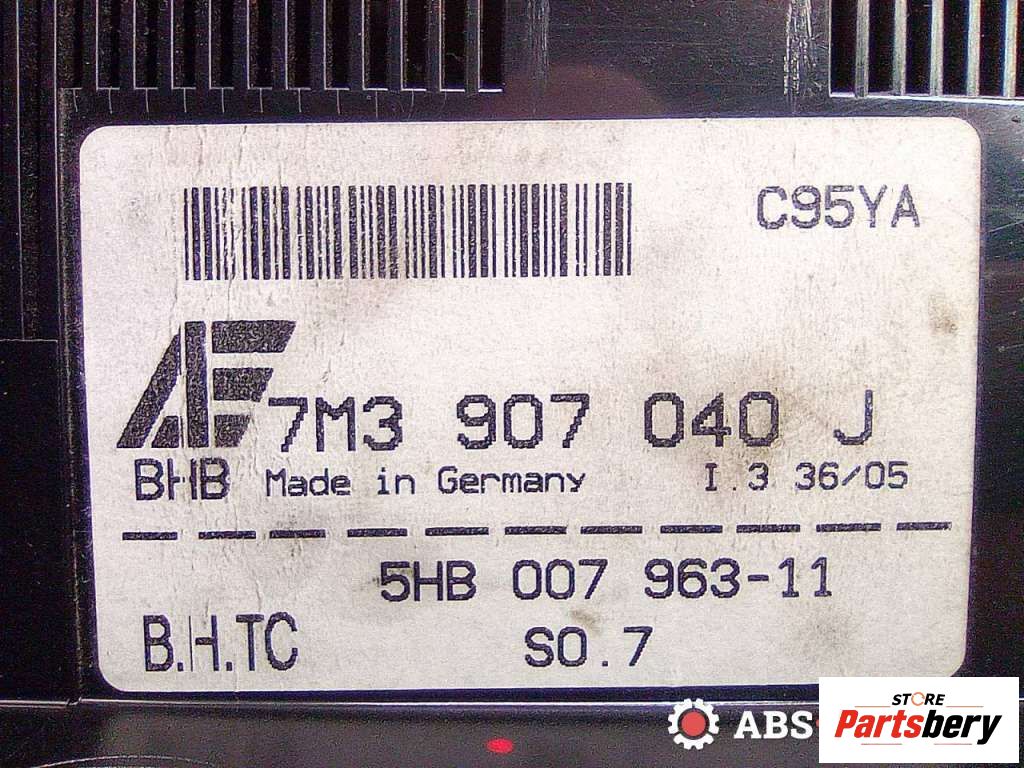 C95YA
AF
7M3 907 040 J
BHB Made in Germany I.3 36/05
5HB 007 963-11
B.H.TC SO.7
ABS
STORE
Partsbery